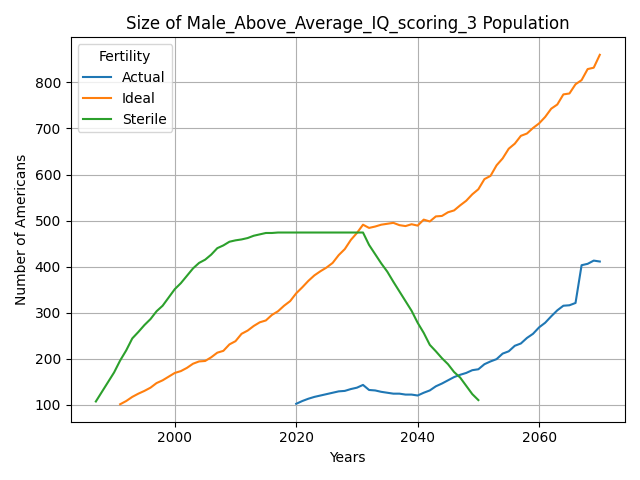 Size of Male_Above_Average_IQ_scoring_3 Population
Fertility
Actual
Ideal
Sterile
Number of Americans
800
700
600
500
400
300
200
100
2000
2020
2040
2060
Years